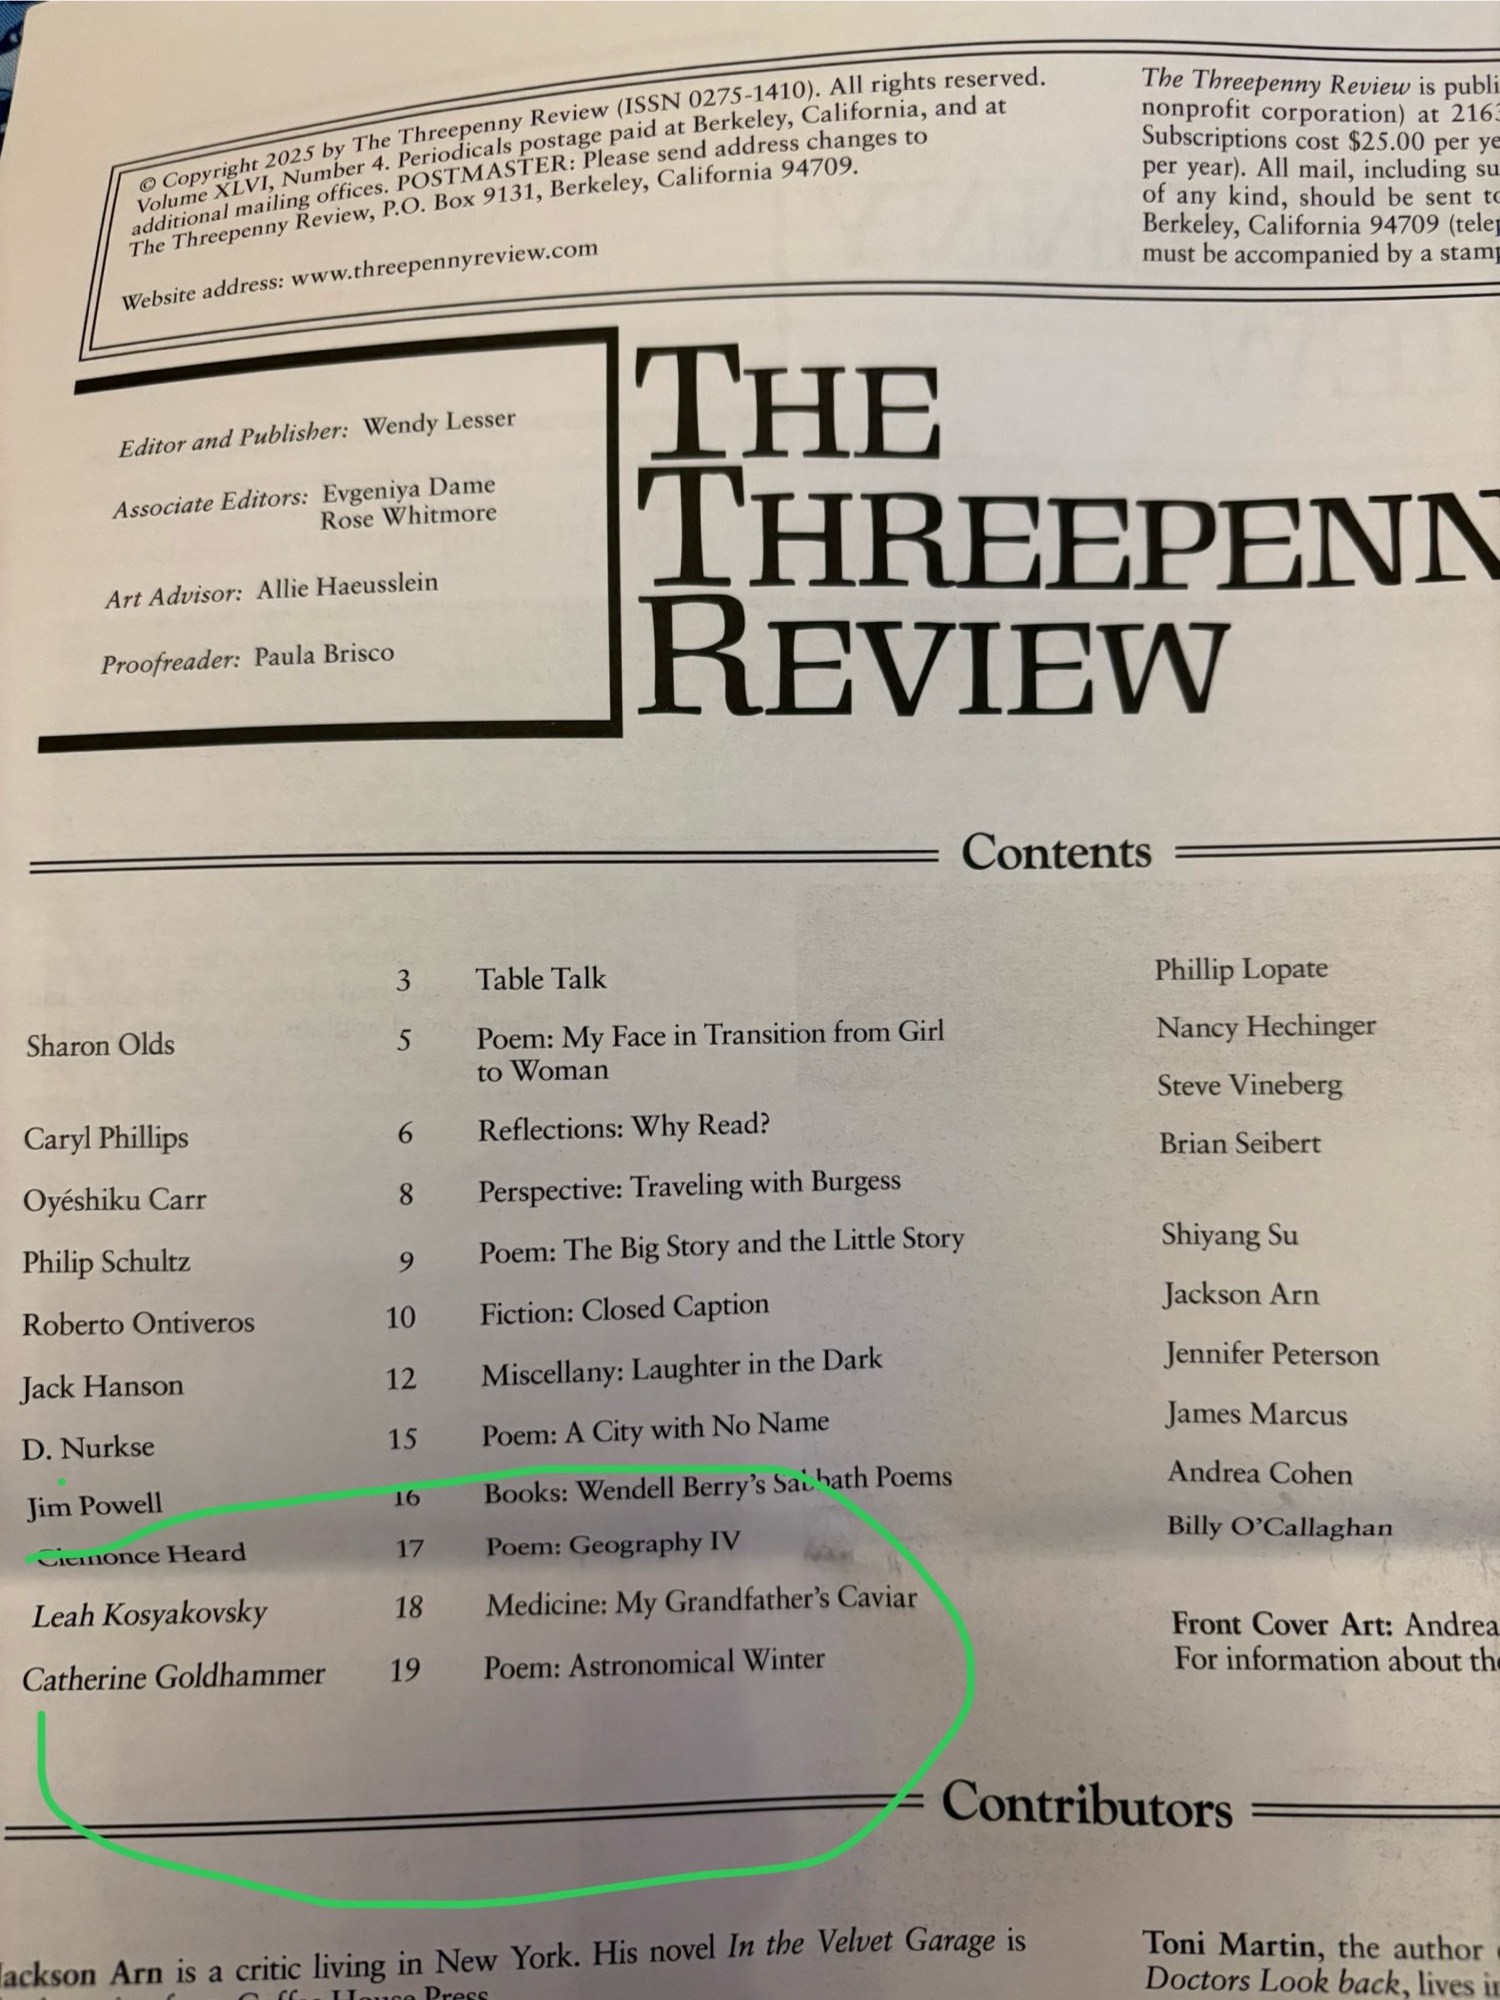 © Copyright 2025 by The Threepenny Review (ISSN 0275-1410). All rights reserved.
Volume XLVI, Number 4. Periodicals postage paid at Berkeley, California, and at
additional mailing offices. POSTMASTER: Please send address changes to
The Threepenny Review, P.O. Box 9131, Berkeley, California 94709.
Website address: www.threepennyreview.com
The Threepenny Review is publi
nonprofit corporation) at 2163
Subscriptions cost $25.00 per ye
per year). All mail, including su
of any kind, should be sent to
Berkeley, California 94709 (telep
must be accompanied by a stamp
Editor and Publisher: Wendy Lesser
Associate Editors: Evgeniya Dame
Rose Whitmore
Art Advisor: Allie Haeusslein
Proofreader: Paula Brisco
THE
THREEPENN
REVIEW
Contents
3 Table Talk
Sharon Olds 5 Poem: My Face in Transition from Girl
to Woman
Caryl Phillips 6 Reflections: Why Read?
Oyéshiku Carr 8 Perspective: Traveling with Burgess
Philip Schultz 9 Poem: The Big Story and the Little Story
Roberto Ontiveros 10 Fiction: Closed Caption
Jack Hanson 12 Miscellany: Laughter in the Dark
D. Nurkse 15 Poem: A City with No Name
Jim Powell 16 Books: Wendell Berry's Sabbath Poems
Clemonce Heard 17 Poem: Geography IV
Leah Kosyakovsky 18 Medicine: My Grandfather's Caviar
Catherine Goldhammer 19 Poem: Astronomical Winter
Phillip Lopate
Nancy Hechinger
Steve Vineberg
Brian Seibert
Shiyang Su
Jackson Arn
Jennifer Peterson
James Marcus
Andrea Cohen
Billy O'Callaghan
Front Cover Art: Andrea
For information about the
Contributors
Jackson Arn is a critic living in New York. His novel In the Velvet Garage is
House Press
Toni Martin, the author
Doctors Look back, lives in